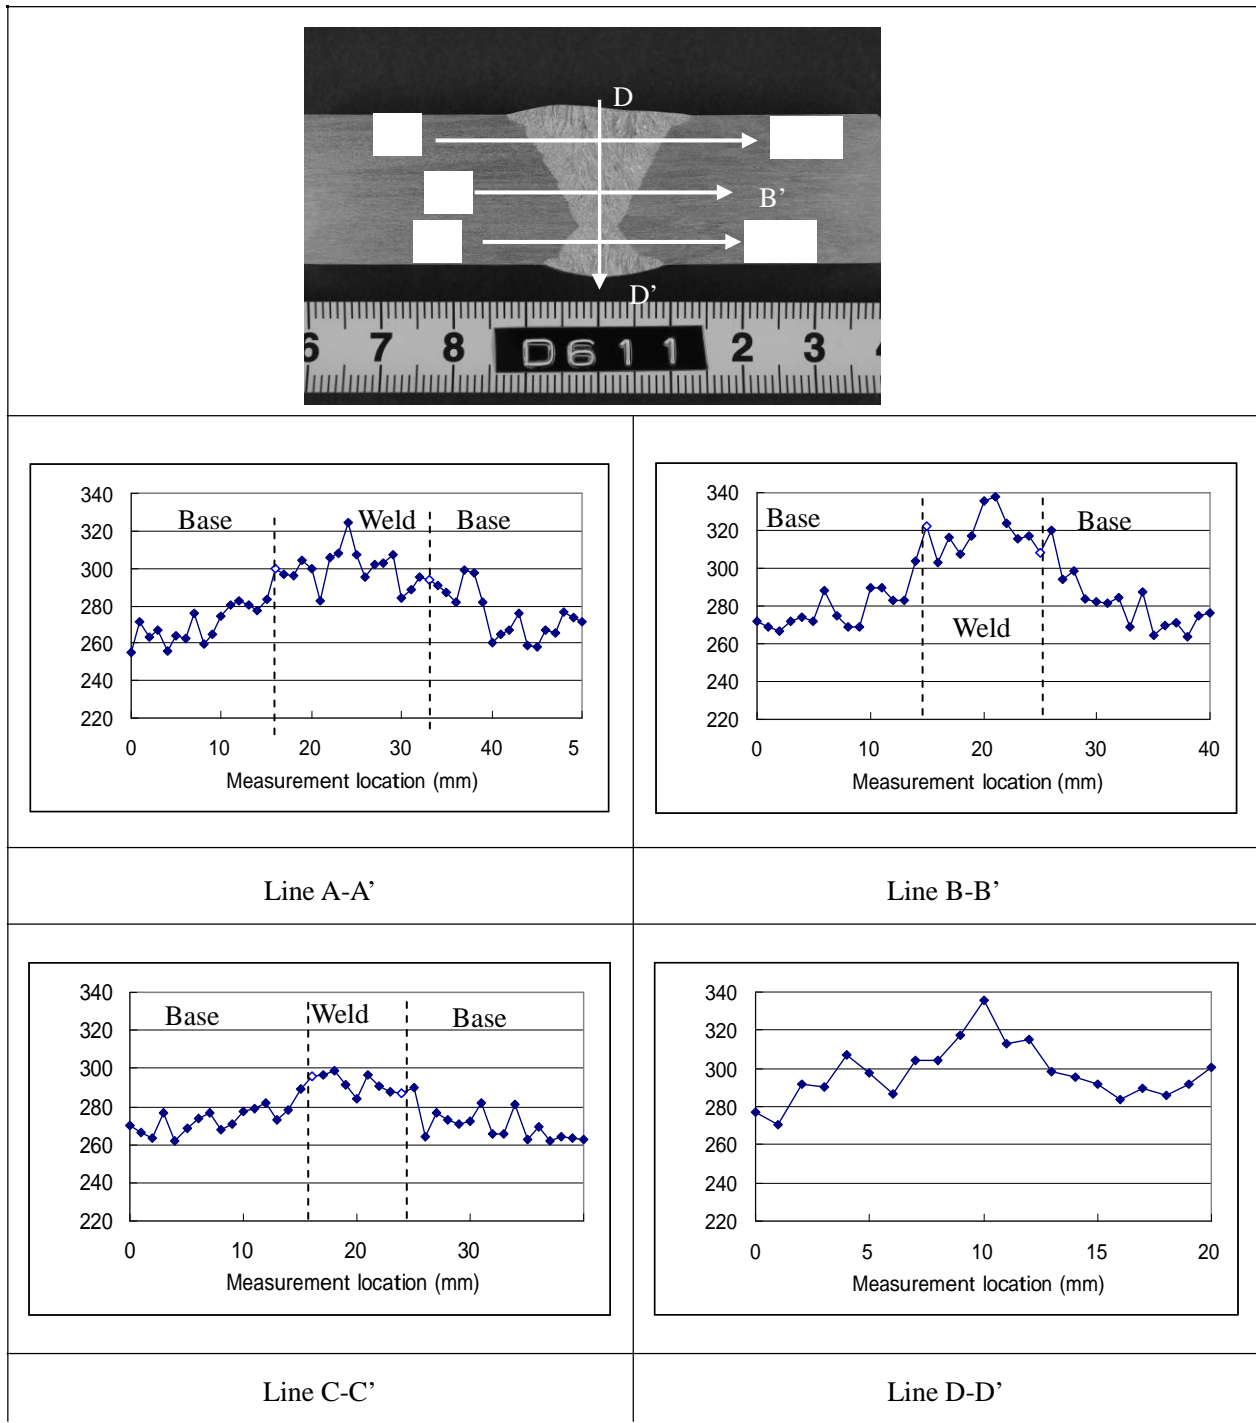 D
B’
D’
6 7 8 D611 2 3
340
320
300
280
260
240
220
Base Weld Base
0 10 20 30 40 5
Measurement location (mm)
340
320
300
280
260
240
220
Base Base
Weld
0 10 20 30 40
Measurement location (mm)
Line A-A’ Line B-B’
340
320
300
280
260
240
220
Base Weld Base
0 10 20 30
Measurement location (mm)
340
320
300
280
260
240
220
0 5 10 15 20
Measurement location (mm)
Line C-C’ Line D-D’